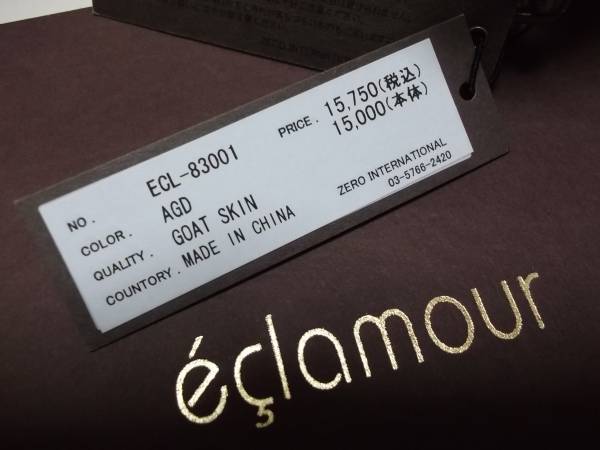 NO. ECL-83001
PRICE. 15,750(税込)
15,000(本体)
COLOR. AGD
QUALITY. GOAT SKIN
COUNTORY. MADE IN CHINA
ZERO INTERNATIONAL
03-5766-2420
éçlamour